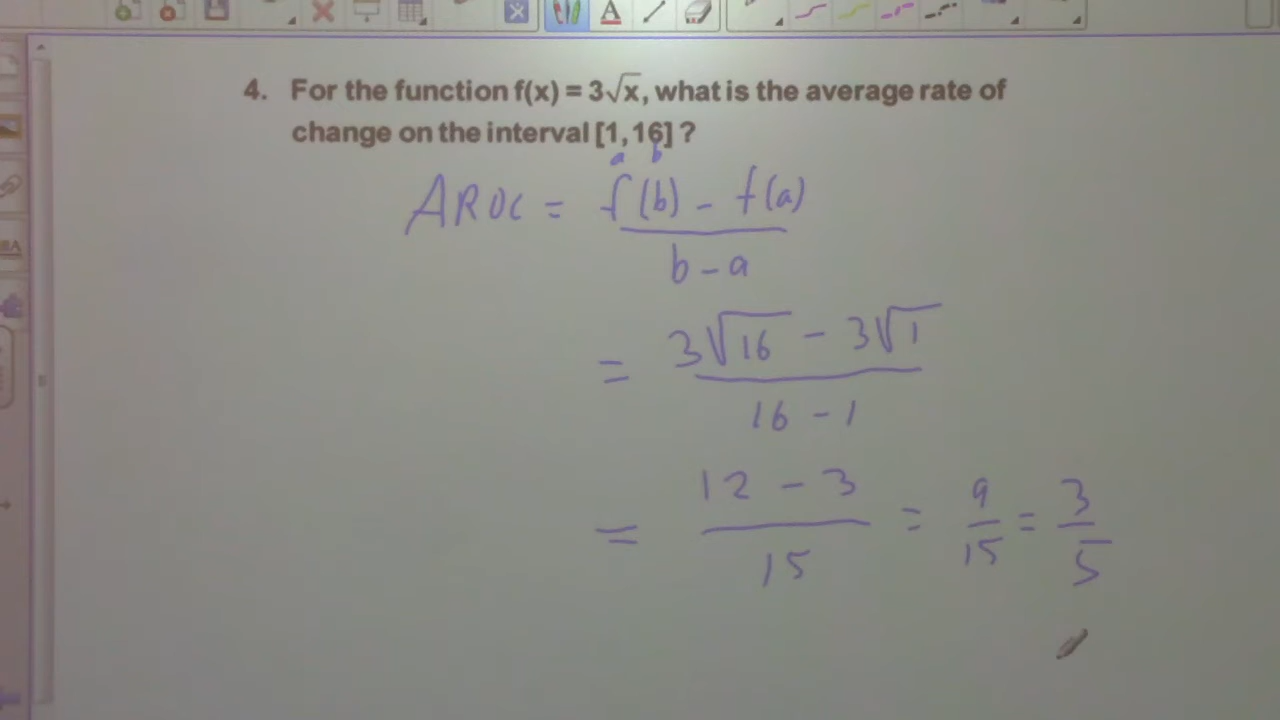 4. For the function f(x) = 3√x, what is the average rate of
change on the interval [1,16] ?
a b
AROC = f(b) - f(a)
b - a
= 3√16 - 3√1
16 - 1
= 12 - 3 = 9 = 3
15 15 5